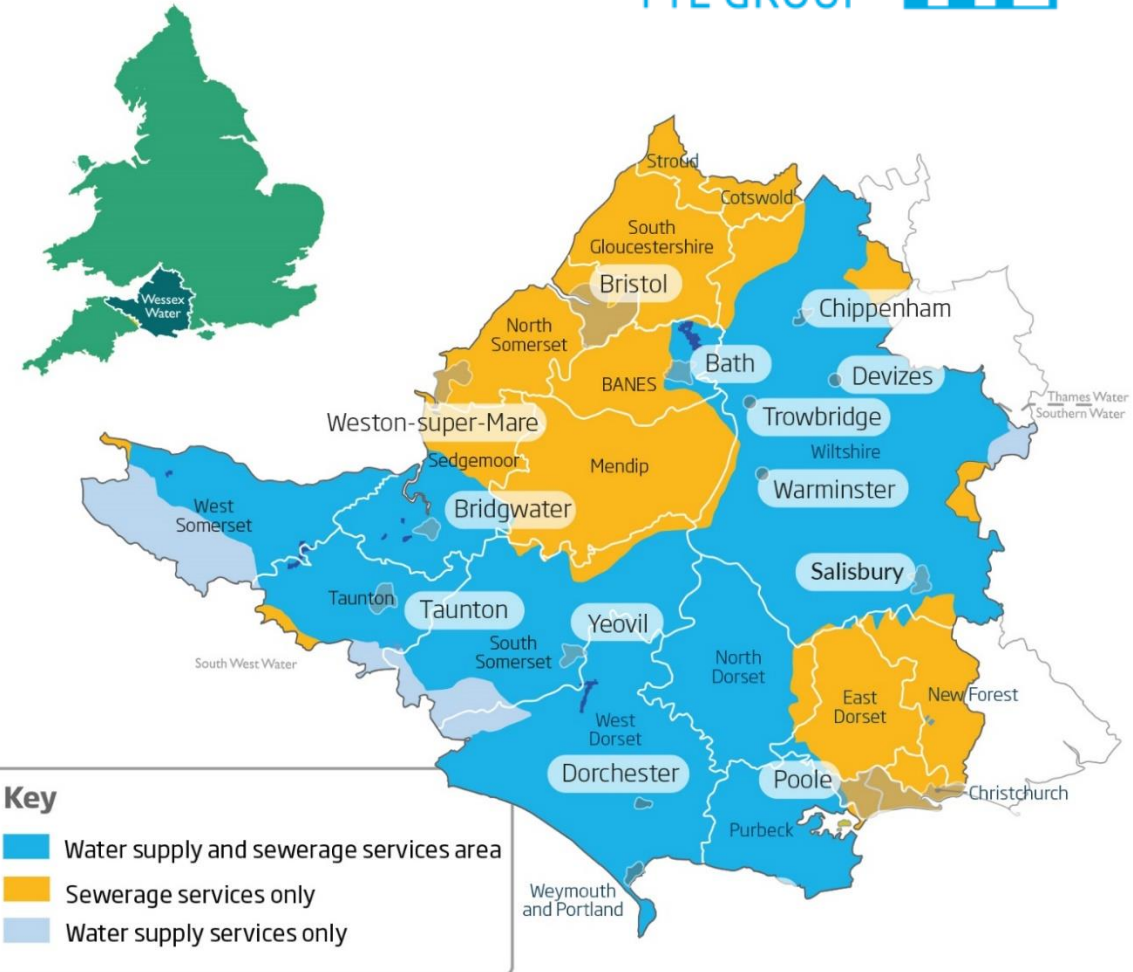 YTL GROUP
Wessex
Water
Stroud
Cotswold
South
Gloucestershire
Bristol
Chippenham
North
Somerset
Bath
BANES
Devizes
Thames Water
Southern Water
Trowbridge
Weston-super-Mare
Wiltshire
Sedgemoor
Mendip
Warminster
West
Somerset
Bridgwater
Salisbury
Taunton
Taunton
Yeovil
South
Somerset
South West Water
North
Dorset
East
Dorset
New Forest
West
Dorset
Dorchester
Poole
Christchurch
Purbeck
Weymouth
and Portland
Key
Water supply and sewerage services area
Sewerage services only
Water supply services only